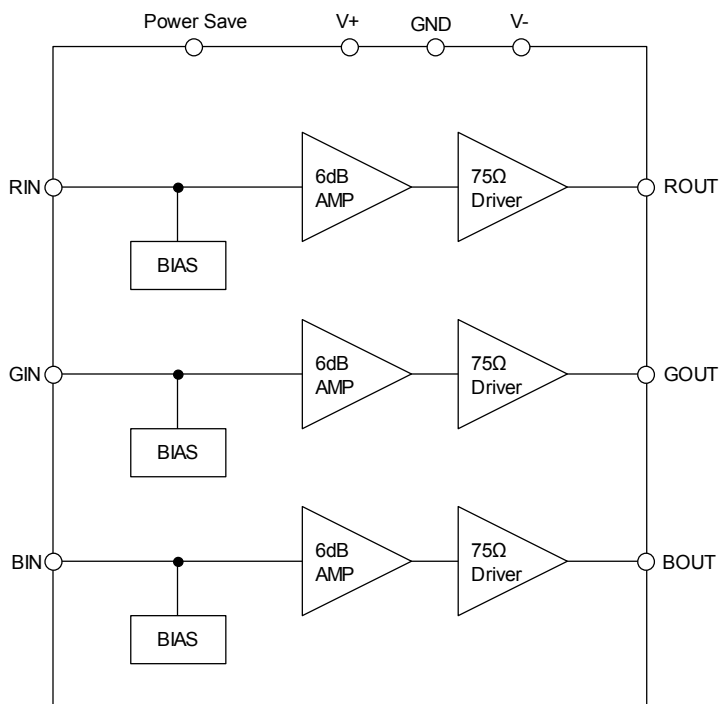 Power Save
V+
GND
V-
RIN
6dB
AMP
75Ω
Driver
ROUT
BIAS
GIN
6dB
AMP
75Ω
Driver
GOUT
BIAS
BIN
6dB
AMP
75Ω
Driver
BOUT
BIAS